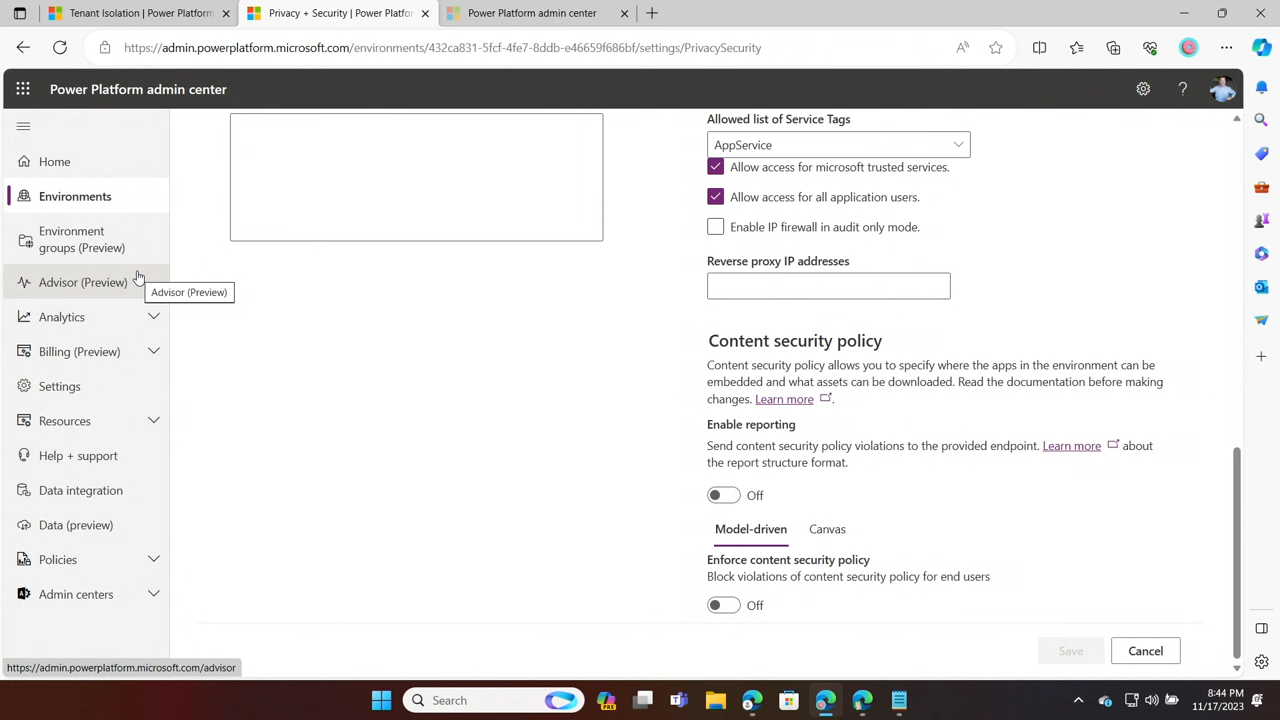 Tenant Isolation | Power Platform
Privacy + Security | Power Platfor
Power Platform admin center
https://admin.powerplatform.microsoft.com/environments/432ca831-5fcf-4fe7-8ddb-e46659f686bf/settings/PrivacySecurity
Power Platform admin center
Home
Environments
Environment
groups (Preview)
Advisor (Preview)
Advisor (Preview)
Analytics
Billing (Preview)
Settings
Resources
Help + support
Data integration
Data (preview)
Policies
Admin centers
Allowed list of Service Tags
AppService
Allow access for microsoft trusted services.
Allow access for all application users.
Enable IP firewall in audit only mode.
Reverse proxy IP addresses
Content security policy
Content security policy allows you to specify where the apps in the environment can be
embedded and what assets can be downloaded. Read the documentation before making
changes. Learn more .
Enable reporting
Send content security policy violations to the provided endpoint. Learn more about
the report structure format.
Off
Model-driven Canvas
Enforce content security policy
Block violations of content security policy for end users
Off
Save Cancel
https://admin.powerplatform.microsoft.com/advisor
Search
PRE
8:44 PM
11/17/2023